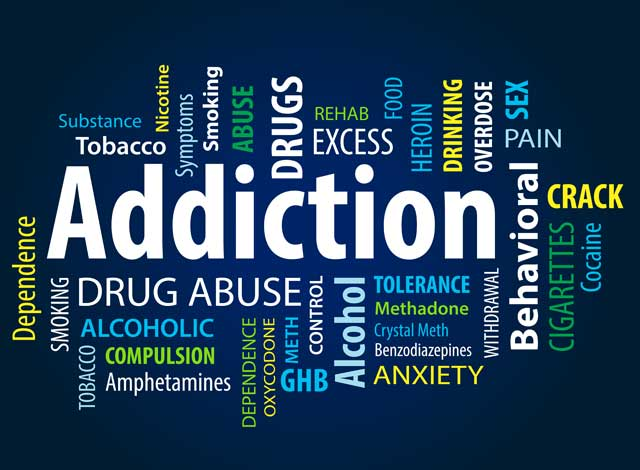 Substance
Nicotine
Tobacco
Symptoms
Smoking
ABUSE
DRUGS
REHAB
EXCESS
FOOD
HEROIN
DRINKING
OVERDOSE
SEX
PAIN
Addiction
Behavioral
CRACK
CIGARETTES
Cocaine
Dependence
SMOKING
DRUG ABUSE
ALCOHOLIC
TOBACCO
COMPULSION
Amphetamines
DEPENDENCE
OXYCODONE
METH
CONTROL
GHB
Alcohol
TOLERANCE
Methadone
Crystal Meth
Benzodiazepines
WITHDRAWAL
ANXIETY